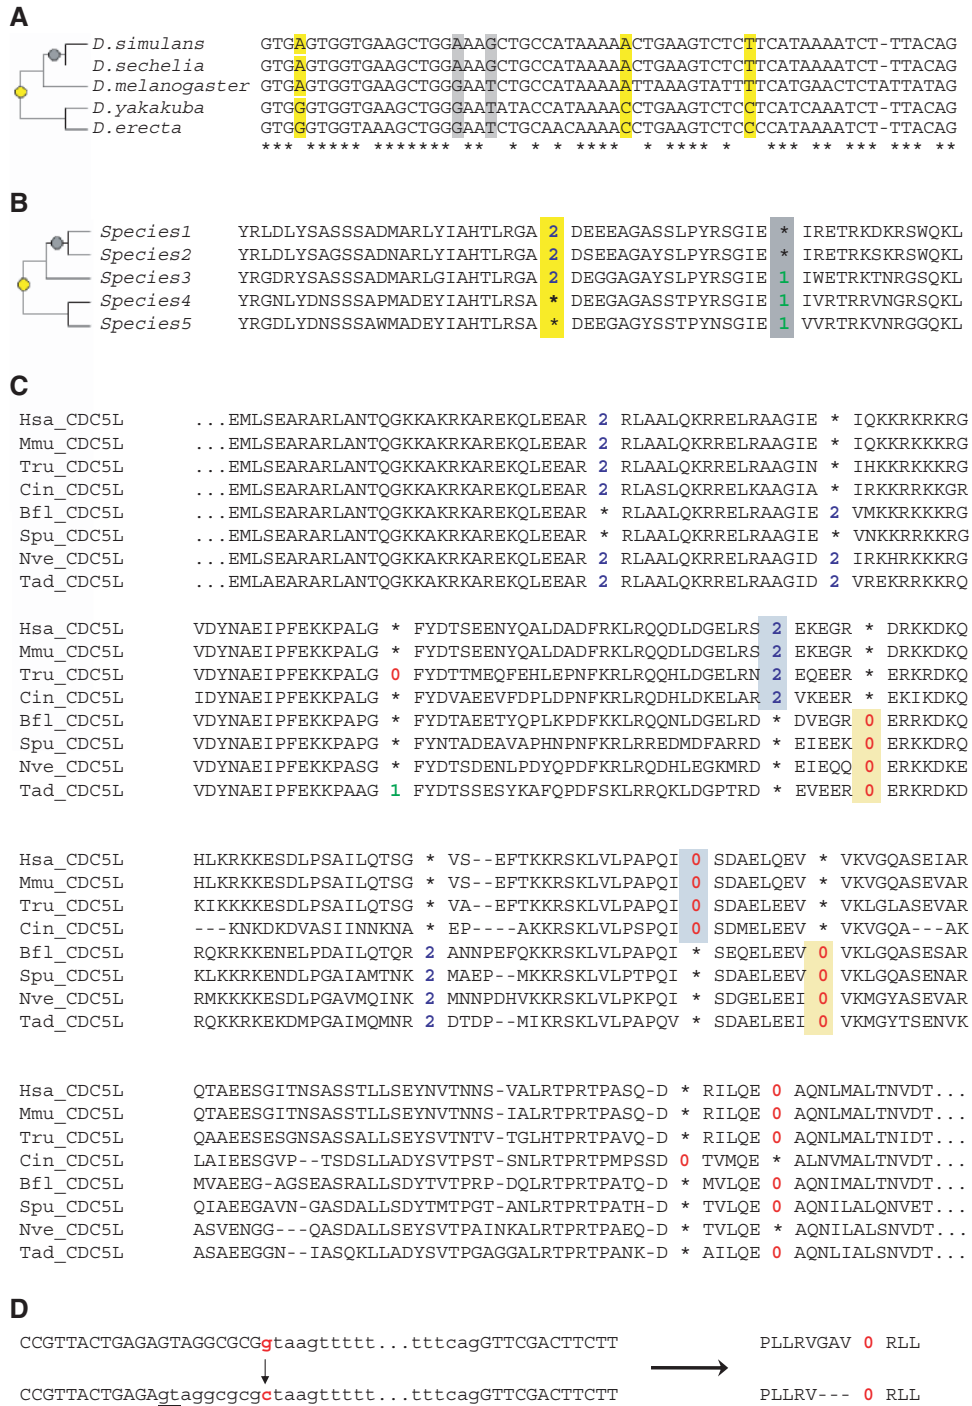 A
D.simulans GTGAGTGGTGAAGCTGGAAAGCTGCCATAAAAACTGAAGTCTCTTCATAAAATCT-TTACAG
D.sechelia GTGAGTGGTGAAGCTGGAAAGCTGCCATAAAAACTGAAGTCTCTTCATAAAATCT-TTACAG
D.melanogaster GTGAGTGGTGAAGCTGGGAATCTGCCATAAAAATTAAAGTATTTTCATGAACTCTATTATAG
D.yakakuba GTGGGTGGTGAAGCTGGGAATATACCATAAAACCTGAAGTCTCCTCATCAAATCT-TTACAG
D.erecta GTGGGTGGTAAAGCTGGGAATCTGCAACAAAACCTGAAGTCTCCCCATAAAATCT-TTACAG
*** ***** ******* ** * * * **** * **** * *** ** *** *** **
B
Species1 YRLDLYSASSSADMARLYIAHTLRGA 2 DEEEAGASSLPYRSGIE * IRETRKDKRSWQKL
Species2 YRLDLYSAGSSADNARLYIAHTLRGA 2 DSEEAGAYSLPYRSGIE * IRETRKSKRSWQKL
Species3 YRGDRYSASSSADMARLGIAHTLRGA 2 DEGGAGAYSLPYRSGIE 1 IWETRKTNRGSQKL
Species4 YRGNLYDNSSSAPMADEYIAHTLRSA * DEEGAGASSTPYRSGIE 1 IVRTRRVNGRSQKL
Species5 YRGDLYDNSSSAWMADEYIAHTLRSA * DEEGAGYSSTPYNSGIE 1 VVRTRKVNRGGQKL
C
Hsa_CDC5L ...EMLSEARARLANTQGKKAKRKAREKQLEEAR 2 RLAALQKRRELRAAGIE * IQKKRKRKRG
Mmu_CDC5L ...EMLSEARARLANTQGKKAKRKAREKQLEEAR 2 RLAALQKRRELRAAGIE * IQKKRKRKRG
Tru_CDC5L ...EMLSEARARLANTQGKKAKRKAREKQLEEAR 2 RLAALQKRRELRAAGIN * IHKKRKKKRG
Cin_CDC5L ...EMLSEARARLANTQGKKAKRKAREKQLEEAR 2 RLASLQKRRELKAAGIA * IRKKRRKKGR
Bfl_CDC5L ...EMLSEARARLANTQGKKAKRKAREKQLEEAR * RLAALQKRRELRAAGIE 2 VMKKRKKKRG
Spu_CDC5L ...EMLSEARARLANTQGKKAKRKAREKQLEEAR * RLAALQKRRELRAAGIE * VNKKRRKKRG
Nve_CDC5L ...EMLSEARARLANTQGKKAKRKAREKQLEEAR 2 RLAALQKRRELRAAGID 2 IRKHRKKKRG
Tad_CDC5L ...EMLAEARARLANTQGKKAKRKAREKQLEEAR 2 RLAALQKRRELRAAGID 2 VREKRRKKRQ
Hsa_CDC5L VDYNAEIPFEKKPALG * FYDTSEENYQALDADFRKLRQQDLDGELRS 2 EKEGR * DRKKDKQ
Mmu_CDC5L VDYNAEIPFEKKPALG * FYDTSEENYQALDADFRKLRQQDLDGELRS 2 EKEGR * DRKKDKQ
Tru_CDC5L VDYNAEIPFEKKPALG 0 FYDTTMEQFEHLEPNFKRLRQQHLDGELRN 2 EQEER * DRKRDKQ
Cin_CDC5L IDYNAEIPFEKKPALG * FYDVAEEVFDPLDPNFKRLRQDHLDKELAR 2 VKEER * EKIKDKQ
Bfl_CDC5L VDYNAEIPFEKKPAPG * FYDTAEETYQPLKPDFKKLRQQNLDGELRD * DVEGR 0 ERRKDKQ
Spu_CDC5L VDYNAEIPFEKKPAPG * FYNTADEAVAPHNPNFKRLRREDMDFARRD * EIEEK 0 ERKKDRQ
Nve_CDC5L VDYNAEIPFEKKPASG * FYDTSDENLPDYQPDFKRLRQDHLEGKMRD * EIEQQ 0 ERKKDKE
Tad_CDC5L VDYNAEIPFEKKPAAG 1 FYDTSSESYKAFQPDFSKLRRQKLDGPTRD * EVEER 0 ERKRDKD
Hsa_CDC5L HLKRKKESDLPSAILQTSG * VS--EFTKKRSKLVLPAPQI 0 SDAELQEV * VKVGQASEIAR
Mmu_CDC5L HLKRKKESDLPSAILQTSG * VS--EFTKKRSKLVLPAPQI 0 SDAELQEV * VKVGQASEVAR
Tru_CDC5L KIKKKKESDLPSAILQTSG * VA--EFTKKRSKLVLPAPQI 0 SDAELEEV * VKLGLASEVAR
Cin_CDC5L ---KNKDKDVASIINNKNA * EP----AKKRSKLVLPSPQI 0 SDMELEEV * VKVGQA---AK
Bfl_CDC5L RQKRKKENELPDAILQTQR 2 ANNPEFQKKRSKLVLPAPQI * SEQELEEV 0 VKLGQASESAR
Spu_CDC5L KLKKRKENDLPGAIAMTNK 2 MAEP--MKKRSKLVLPTPQI * SDAELEEV 0 VKLGQASENAR
Nve_CDC5L RMKKKKESDLPGAVMQINK 2 MNNPDHVKKRSKLVLPKPQI * SDGELEEI 0 VKMGYASEVAR
Tad_CDC5L RQKKRKEKDMPGAIMQMNR 2 DTDP--MIKRSKLVLPAPQV * SDAELEEI 0 VKMGYTSENVK
Hsa_CDC5L QTAEESGITNSASSTLLSEYNVTNNS-VALRTPRTPASQ-D * RILQE 0 AQNLMALTNVDT...
Mmu_CDC5L QTAEESGITNSASSTLLSEYNVTNNS-IALRTPRTPASQ-D * RILQE 0 AQNLMALTNVDT...
Tru_CDC5L QAAEESESGNSASSALLSEYSVTNTV-TGLHTPRTPAVQ-D * RILQE 0 AQNLMALTNIDT...
Cin_CDC5L LAIEESGVP--TSDSLLADYSVTPST-SNLRTPRTPMPSSD 0 TVMQE * ALNVMALTNVDT...
Bfl_CDC5L MVAEEG-AGSEASRALLSDYTVTPRP-DQLRTPRTPATQ-D * MVLQE 0 AQNIMALTNVDT...
Spu_CDC5L QIAEEGAVN-GASDALLSDYTMTPGT-ANLRTPRTPATH-D * TVLQE 0 AQNILALQNVET...
Nve_CDC5L ASVENGG---QASDALLSEYSVTPAINKALRTPRTPAEQ-D * TVLQE * AQNILALSNVDT.
Tad_CDC5L ASAEEGGN--IASQKLLADYSVTPGAGGALRTPRTPANK-D * AILQE 0 AQNLIALSNVDT...
D
CCGTTACTGAGAGTAGGCGCGgtaagttttt...tttcagGTTCGACTTCTT PLLRVGAV 0 RLL
CCGTTACTGAGAgtaggcgcgctaagttttt...tttcagGTTCGACTTCTT PLLRV--- 0 RLL